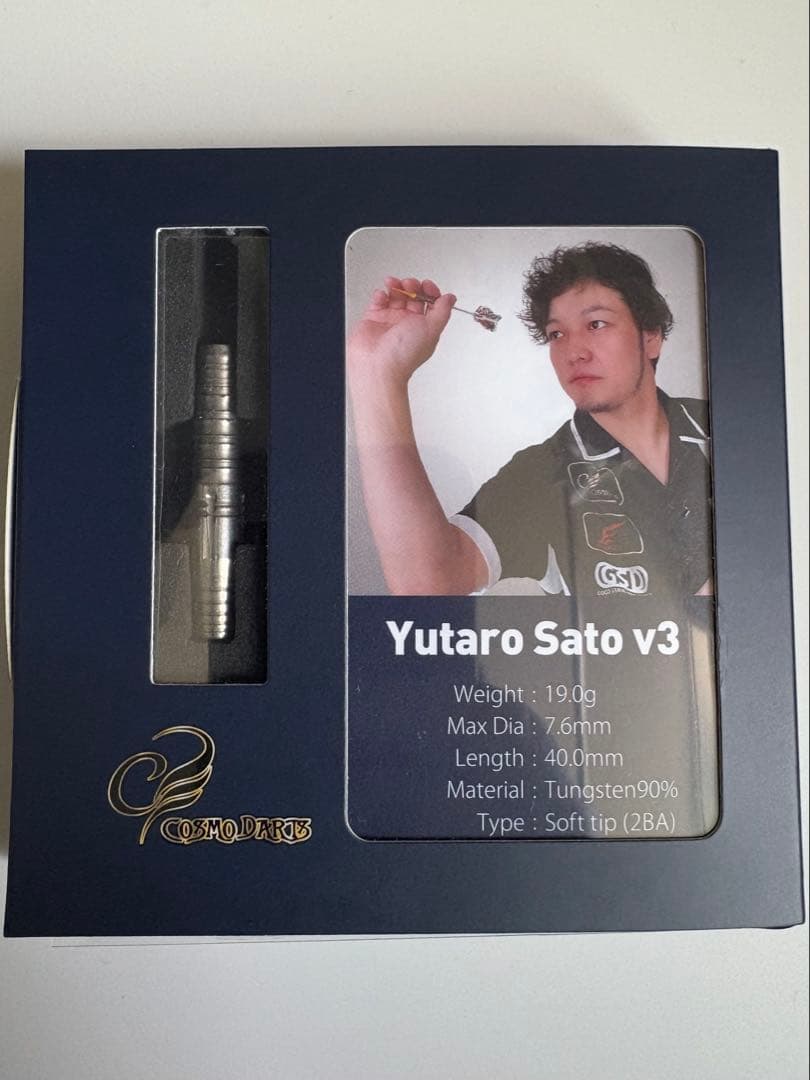 GSD
Yutaro Sato v3
Weight : 19.0g
Max Dia : 7.6mm
Length : 40.0mm
Material : Tungsten90%
Type : Soft tip (2BA)
COSMO DARTS